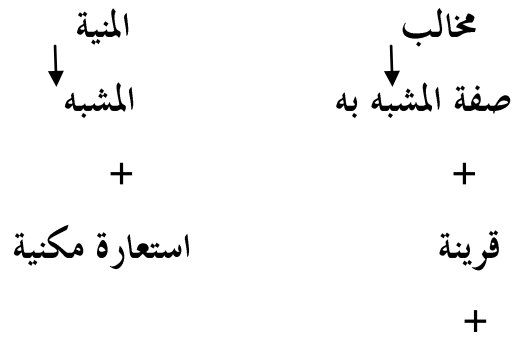 مخالب المنية
صفة المشبه به المشبه
+ +
قرينة استعارة مكنية
+